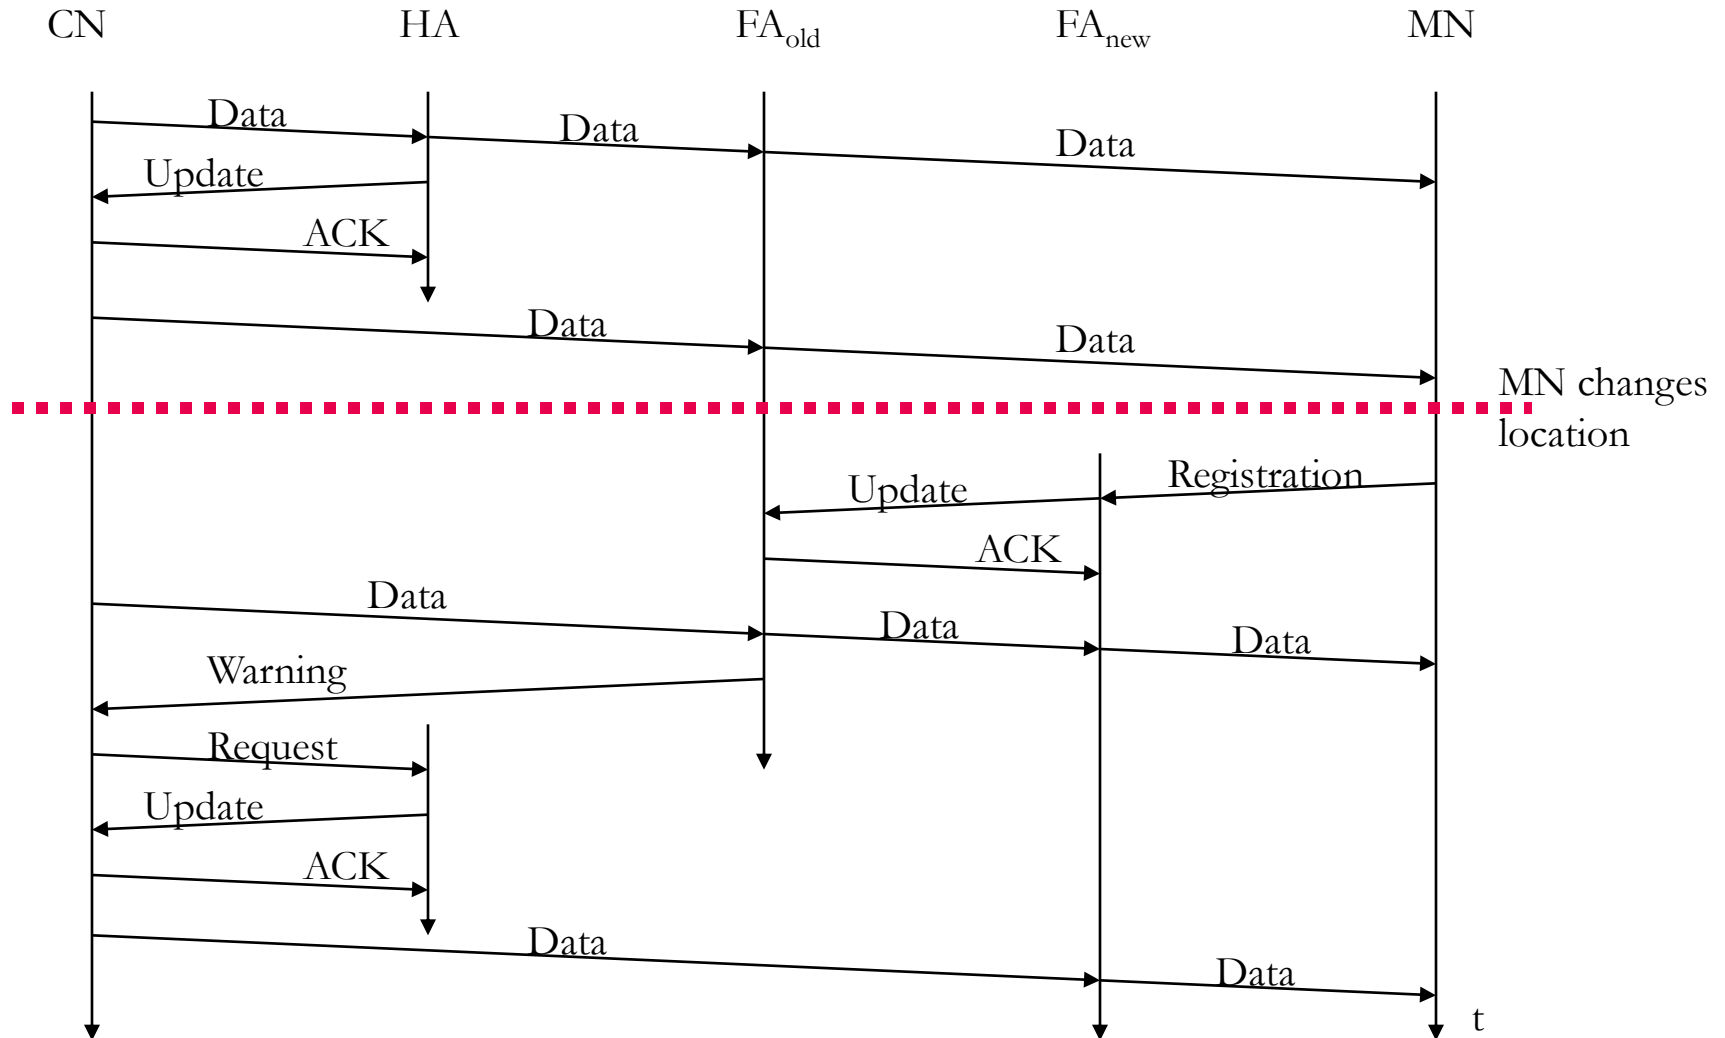 CN HA FAold FAnew MN
Data
Data
Data
Update
ACK
Data
Data
MN changes
location
Registration
Update
ACK
Data
Data
Data
Warning
Request
Update
ACK
Data
Data
t